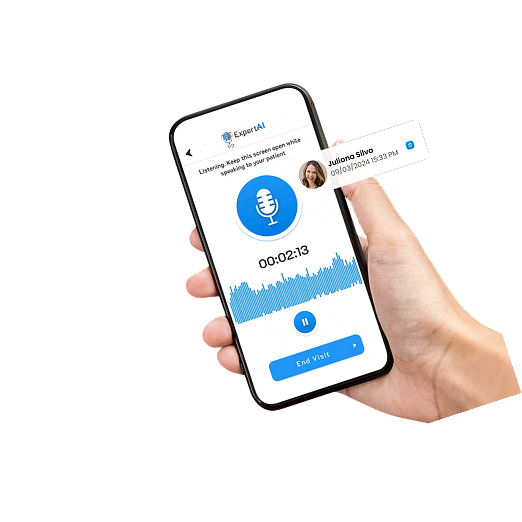 ExpertAI
Listening. Keep this screen open while
speaking to your patient
Juliana Silva
09/03/2024 15:33 PM
00:02:13
End Visit